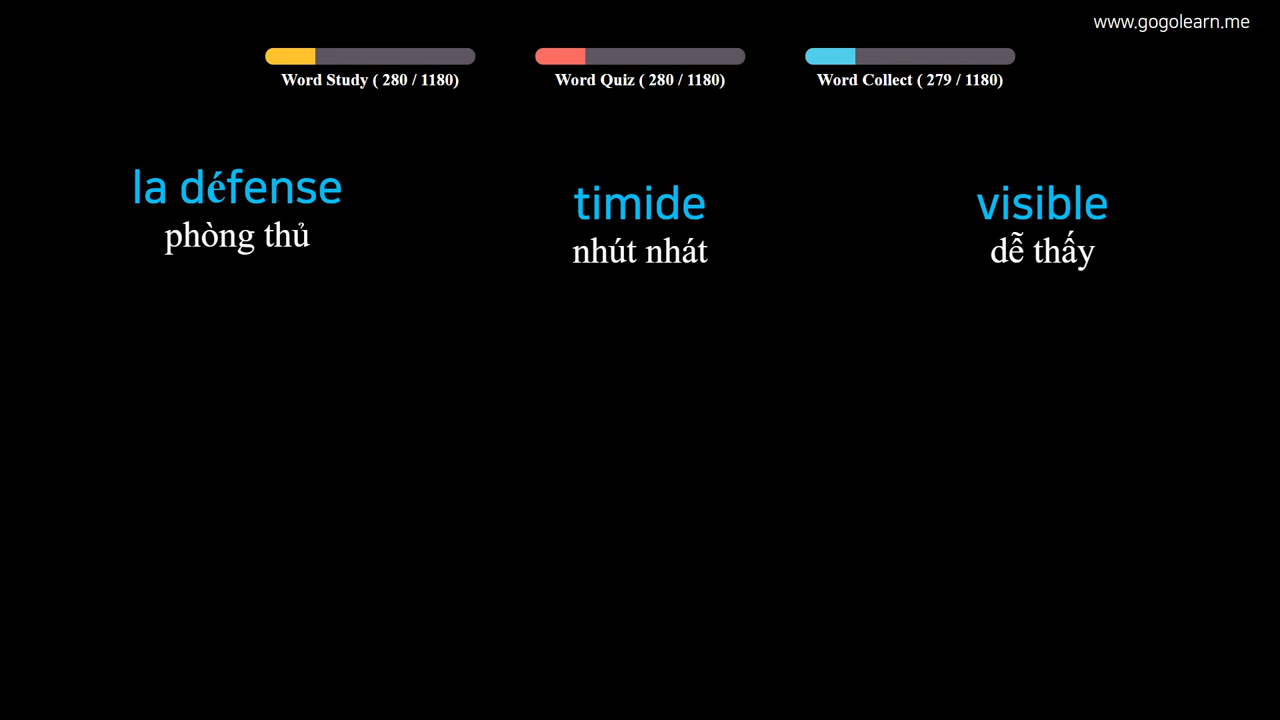 www.gogolearn.me
Word Study ( 280 / 1180)
Word Quiz ( 280 / 1180)
Word Collect ( 279 / 1180)
la défense
phòng thủ
timide
nhút nhát
visible
dễ thấy